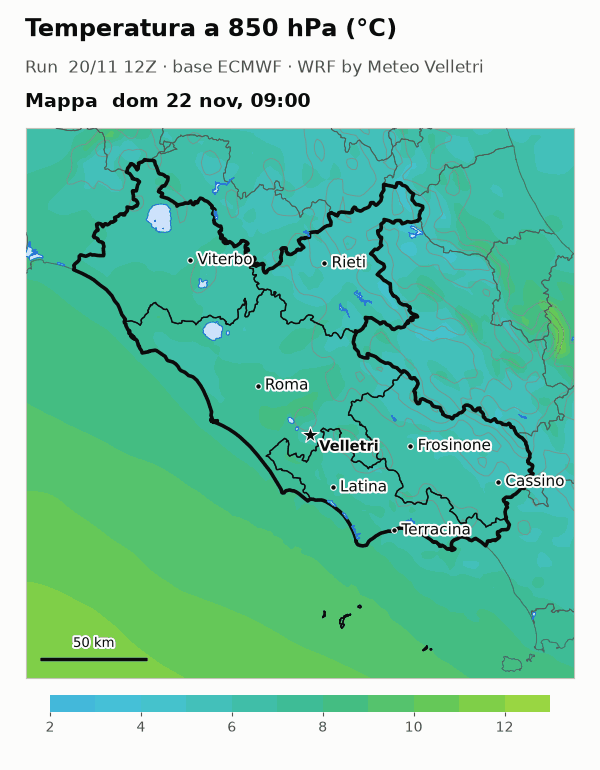 Temperatura a 850 hPa (°C)
Run  20/11 12Z · base ECMWF · WRF by Meteo Velletri
Mappa  dom 22 nov, 09:00
Viterbo
Rieti
Roma
Velletri
Frosinone
Latina
Cassino
Terracina
50 km
2 4 6 8 10 12